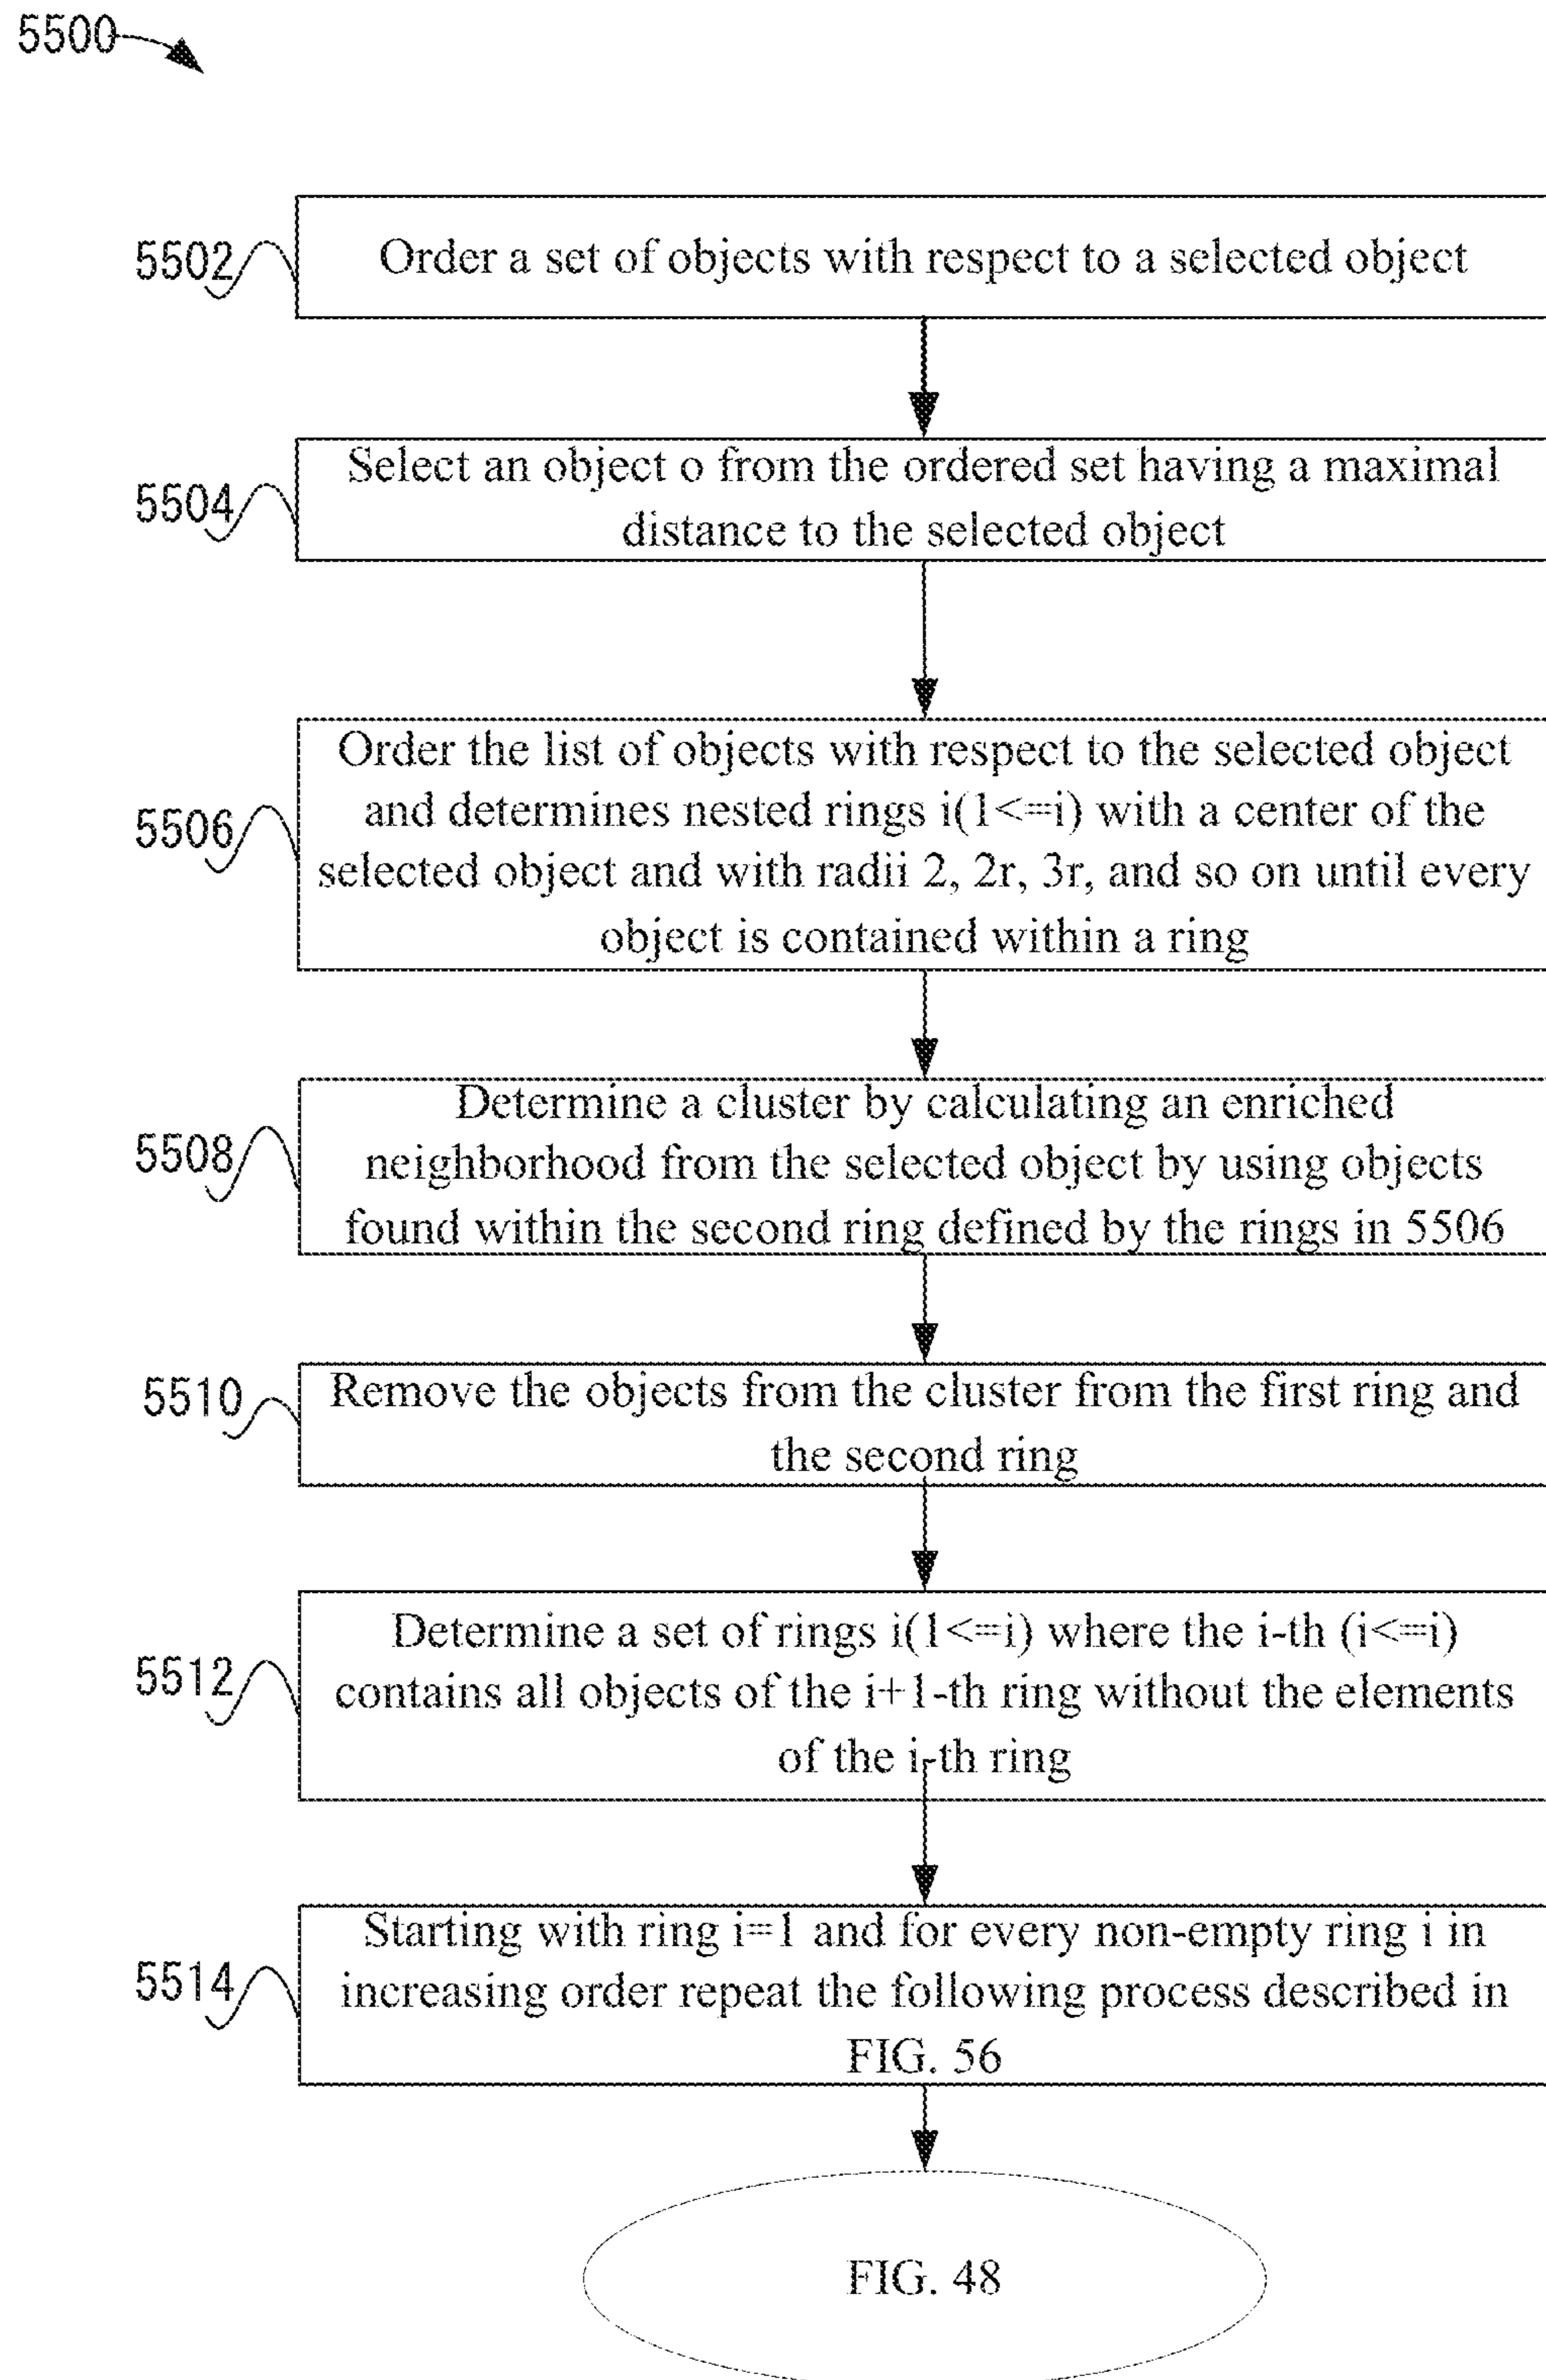 5500
5502
Order a set of objects with respect to a selected object
5504
Select an object o from the ordered set having a maximal
distance to the selected object
5506
Order the list of objects with respect to the selected object
and determines nested rings i(1<=i) with a center of the
selected object and with radii 2, 2r, 3r, and so on until every
object is contained within a ring
5508
Determine a cluster by calculating an enriched
neighborhood from the selected object by using objects
found within the second ring defined by the rings in 5506
5510
Remove the objects from the cluster from the first ring and
the second ring
5512
Determine a set of rings i(1<=i) where the i-th (i<=i)
contains all objects of the i+1-th ring without the elements
of the i-th ring
5514
Starting with ring i=1 and for every non-empty ring i in
increasing order repeat the following process described in
FIG. 56
FIG. 48